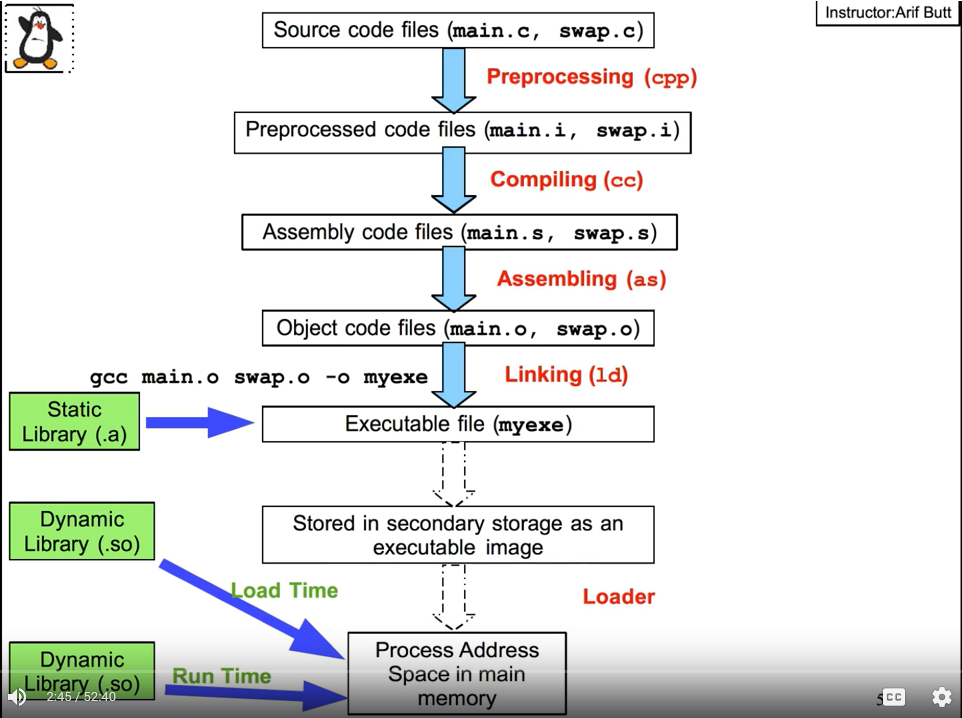 Instructor:Arif Butt
Source code files (main.c, swap.c)
Preprocessing (cpp)
Preprocessed code files (main.i, swap.i)
Compiling (cc)
Assembly code files (main.s, swap.s)
Assembling (as)
Object code files (main.o, swap.o)
gcc main.o swap.o -o myexe
Linking (ld)
Static
Library (.a)
Executable file (myexe)
Dynamic
Library (.so)
Stored in secondary storage as an
executable image
Load Time
Loader
Dynamic
Library (.so)
Run Time
Process Address
Space in main
memory
2:45 / 52:40
5
CC